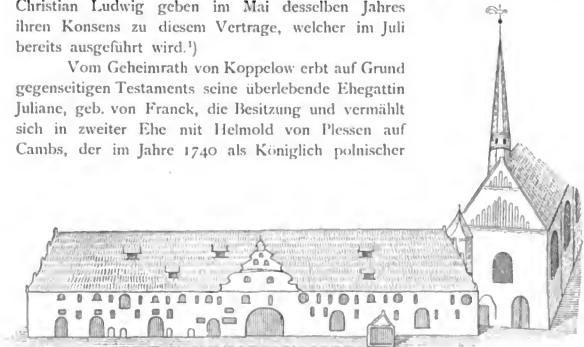 Christian Ludwig geben im Mai desselben Jahres
ihren Konsens zu diesem Vertrage, welcher im Juli
bereits ausgeführt wird.¹)
Vom Geheimrath von Koppelow erbt auf Grund
gegenseitigen Testaments seine überlebende Ehegattin
Juliane, geb. von Franck, die Besitzung und vermählt
sich in zweiter Ehe mit Helmold von Plessen auf
Cambs, der im Jahre 1740 als Königlich polnischer